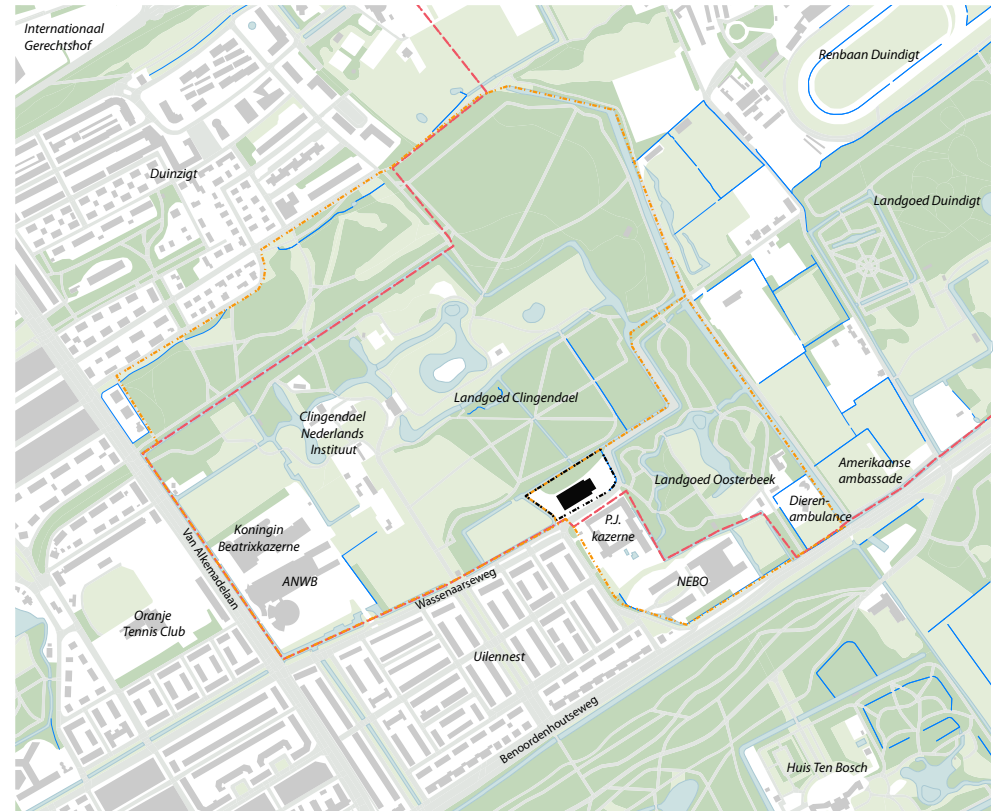 Internationaal
Gerechtshof
Renbaan Duindigt
Duinzigt
Landgoed Duindigt
Landgoed Clingendael
Clingendael
Nederlands
Instituut
Amerikaanse
ambassade
Landgoed Oosterbeek
Dieren-
ambulance
P.J.
kazerne
Koningin
Beatrixkazerne
Van Alkemadelaan
ANWB
NEBO
Wassenaarseweg
Oranje
Tennis Club
Uilennest
Benoordenhoutseweg
Huis Ten Bosch